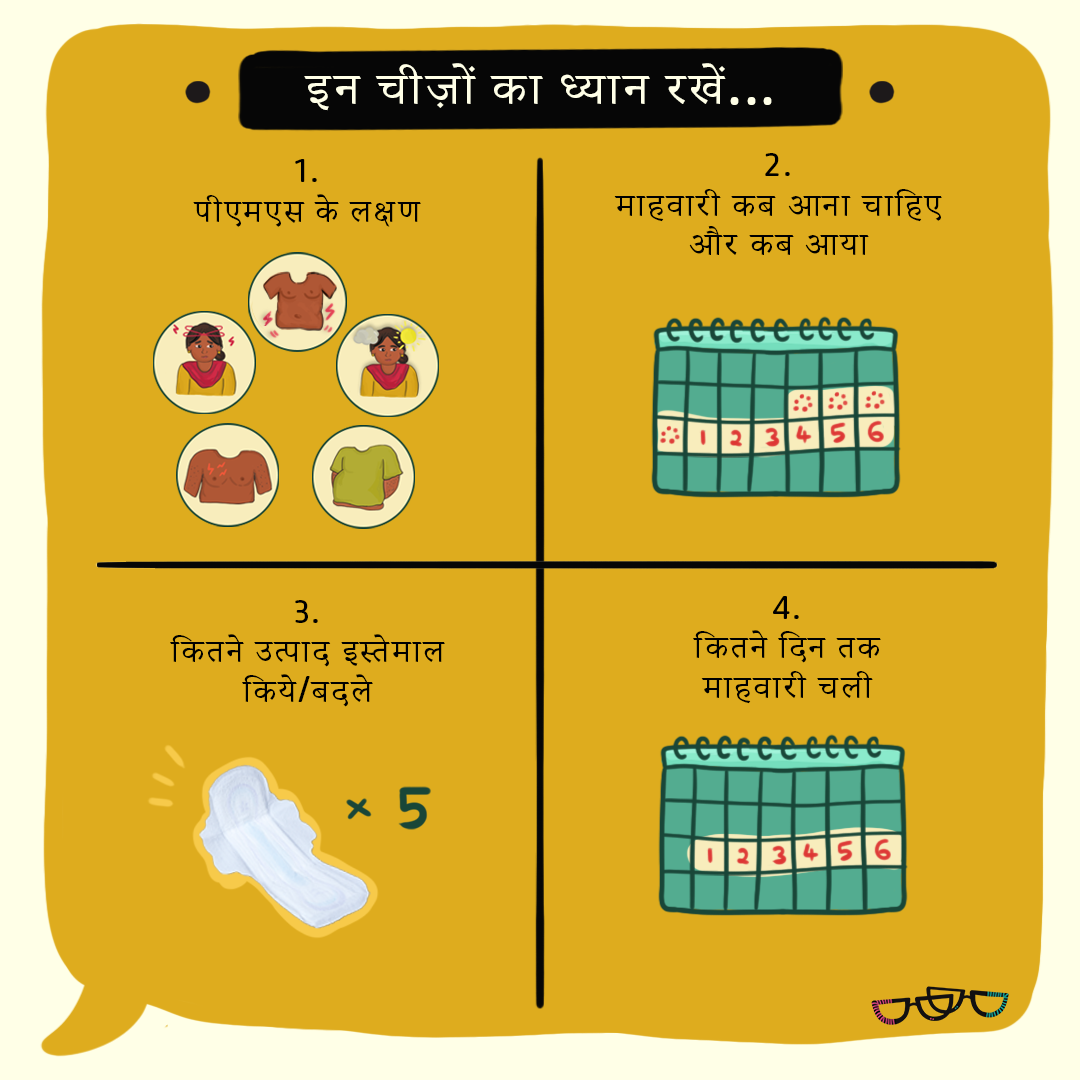 इन चीज़ों का ध्यान रखें...
1.
पीएमएस के लक्षण
2.
माहवारी कब आना चाहिए
और कब आया
1 2 3 4 5 6
3.
कितने उत्पाद इस्तेमाल
किये/बदले
× 5
4.
कितने दिन तक
माहवारी चली
1 2 3 4 5 6